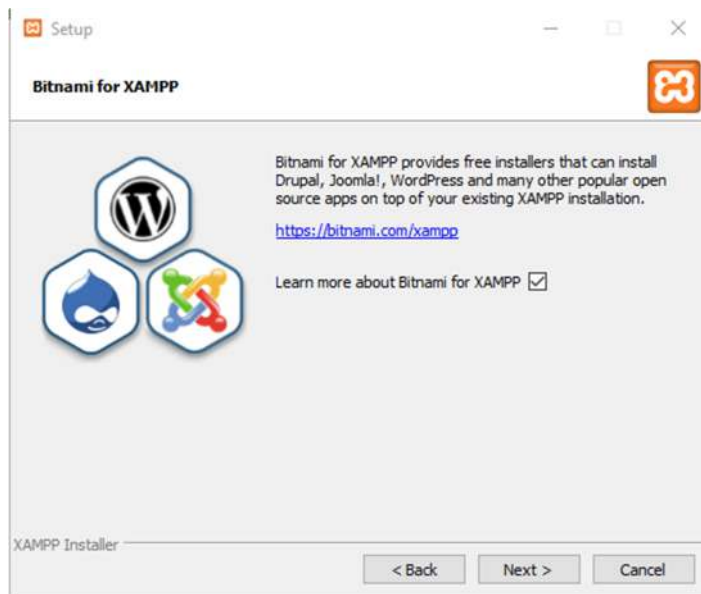 Setup
Bitnami for XAMPP
Bitnami for XAMPP provides free installers that can install
Drupal, Joomla!, WordPress and many other popular open
source apps on top of your existing XAMPP installation.
https://bitnami.com/xampp
Learn more about Bitnami for XAMPP
XAMPP Installer
< Back
Next >
Cancel